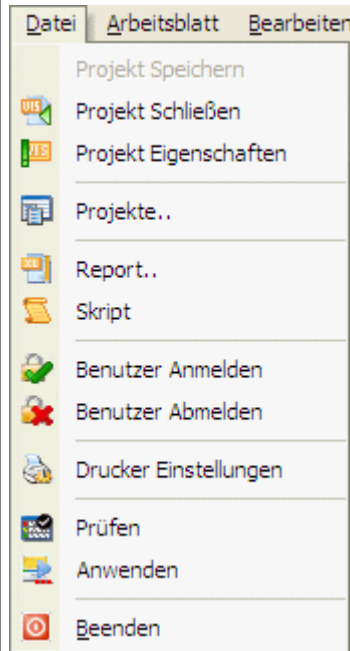 Datei Arbeitsblatt Bearbeiten
Projekt Speichern
Projekt Schließen
Projekt Eigenschaften
Projekte..
Report..
Skript
Benutzer Anmelden
Benutzer Abmelden
Drucker Einstellungen
Prüfen
Anwenden
Beenden